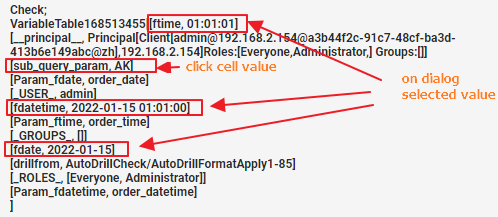 Check;
VariableTable168513455[[ftime, 01:01:01]
[__principal__, Principal[Client[admin@192.168.2.154@a3b44f2c-91c7-48cf-ba3d-
413b6e149abc@zh],192.168.2.154]Roles:[Everyone,Administrator,] Groups:[]]
[sub_query_param, AK]
click cell value
on dialog
selected value
[Param_fdate, order_date]
[_USER_, admin]
[fdatetime, 2022-01-15 01:01:00]
[Param_ftime, order_time]
[_GROUPS_, []]
[fdate, 2022-01-15]
[drillfrom, AutoDrillCheck/AutoDrillFormatApply1-85]
[_ROLES_, [Everyone, Administrator]]
[Param_fdatetime, order_datetime]
]